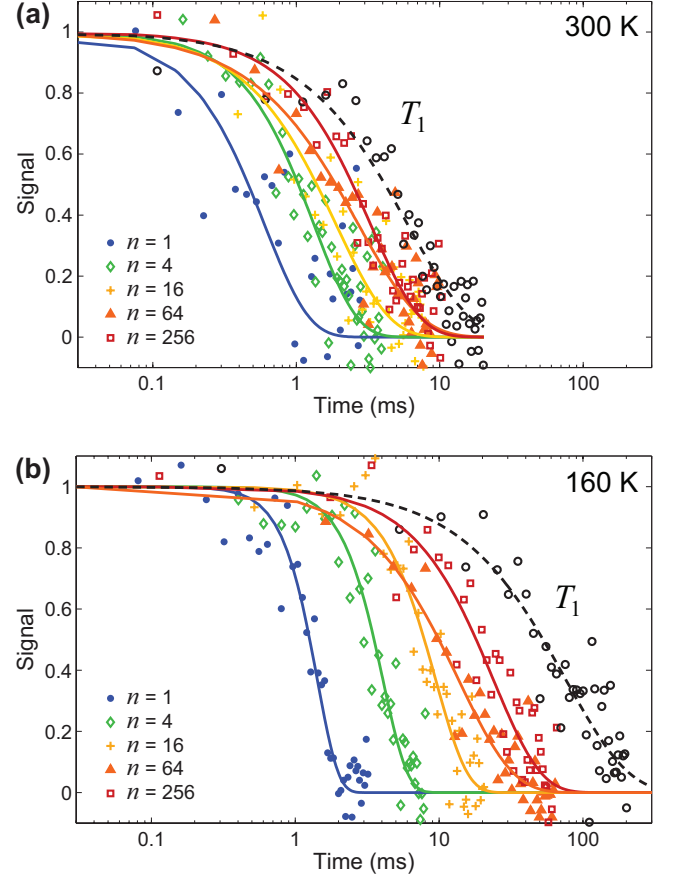 (a)
300 K
1
0.8
0.6
0.4
0.2
0
Signal
T1
n = 1
n = 4
n = 16
n = 64
n = 256
0.1
1
10
100
Time (ms)
(b)
160 K
1
0.8
0.6
0.4
0.2
0
Signal
T1
n = 1
n = 4
n = 16
n = 64
n = 256
0.1
1
10
100
Time (ms)